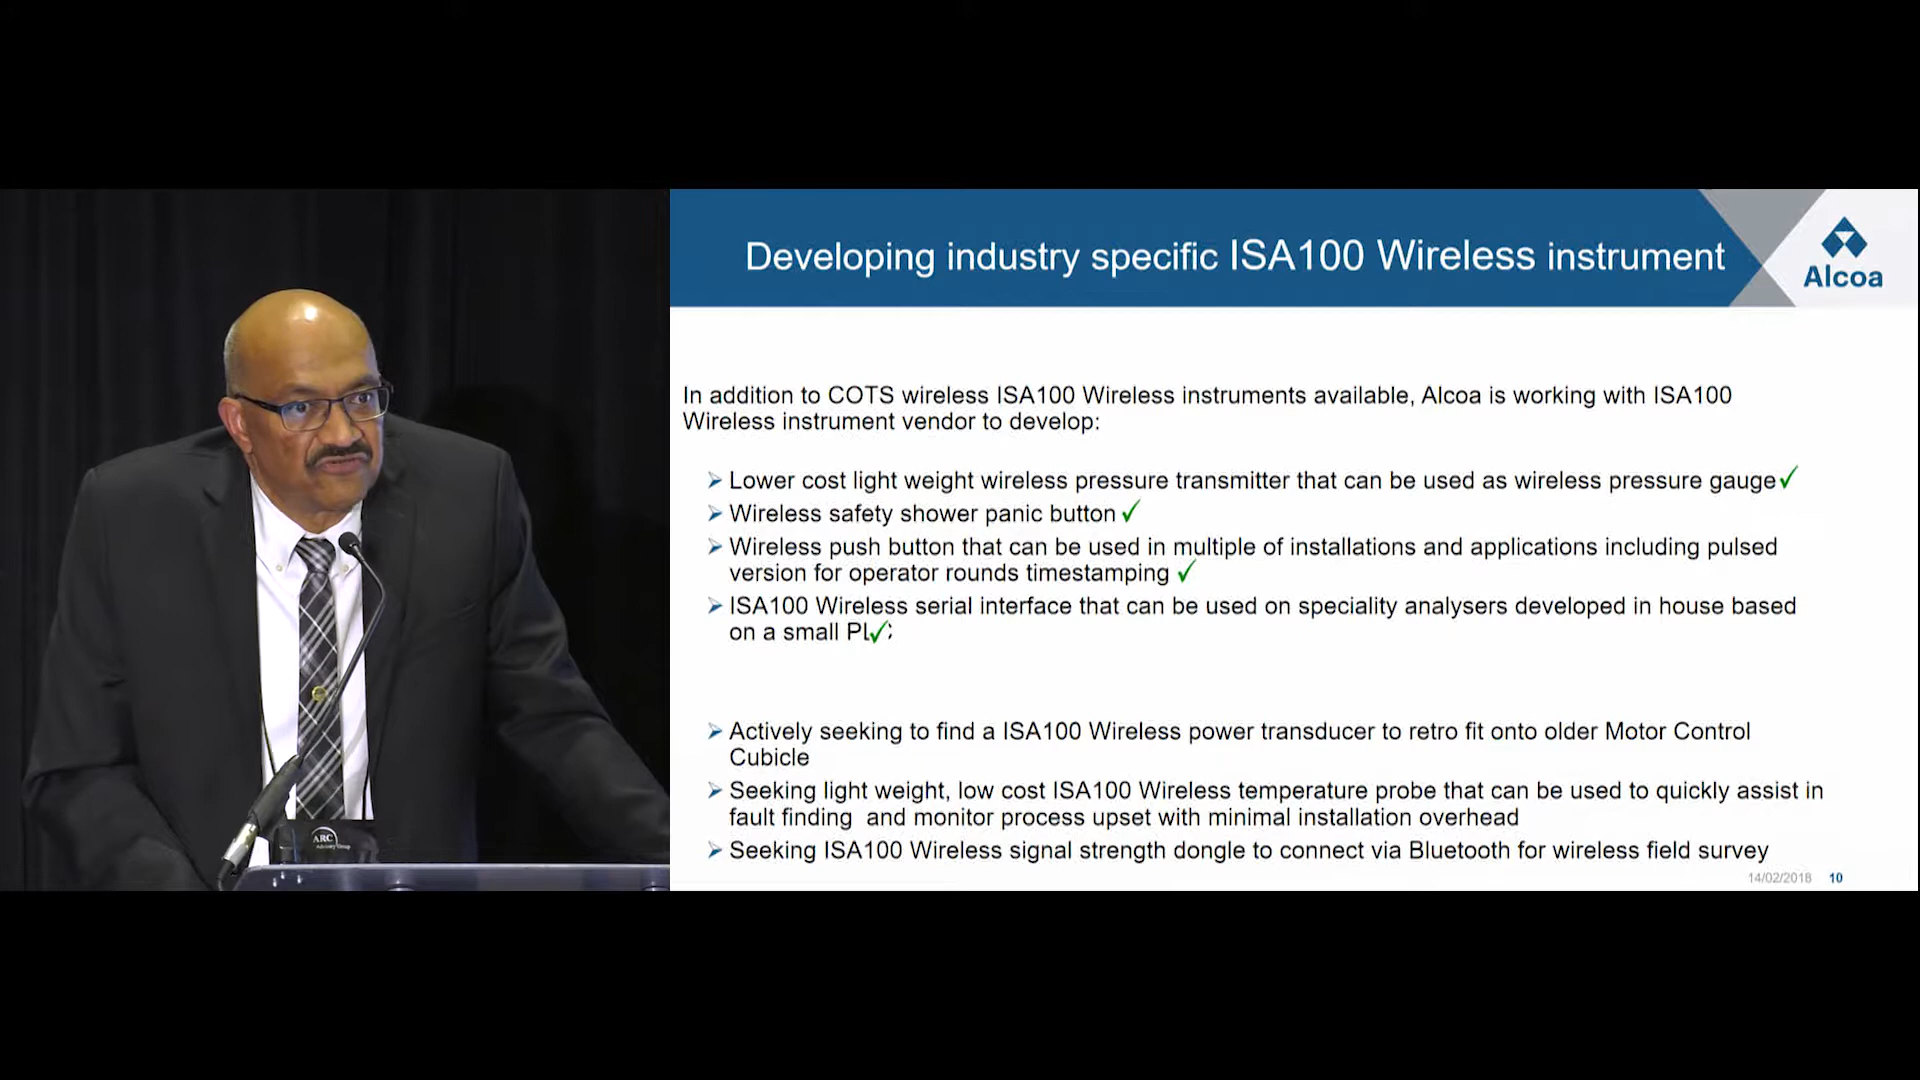 Developing industry specific ISA100 Wireless instrument
Alcoa
In addition to COTS wireless ISA100 Wireless instruments available, Alcoa is working with ISA100
Wireless instrument vendor to develop:
Lower cost light weight wireless pressure transmitter that can be used as wireless pressure gauge
Wireless safety shower panic button
Wireless push button that can be used in multiple of installations and applications including pulsed
version for operator rounds timestamping
ISA100 Wireless serial interface that can be used on speciality analysers developed in house based
on a small
Actively seeking to find a ISA100 Wireless power transducer to retro fit onto older Motor Control
Cubicle
Seeking light weight, low cost ISA100 Wireless temperature probe that can be used to quickly assist in
fault finding and monitor process upset with minimal installation overhead
Seeking ISA100 Wireless signal strength dongle to connect via Bluetooth for wireless field survey
14/02/2018 10
ARC
Advisory Group